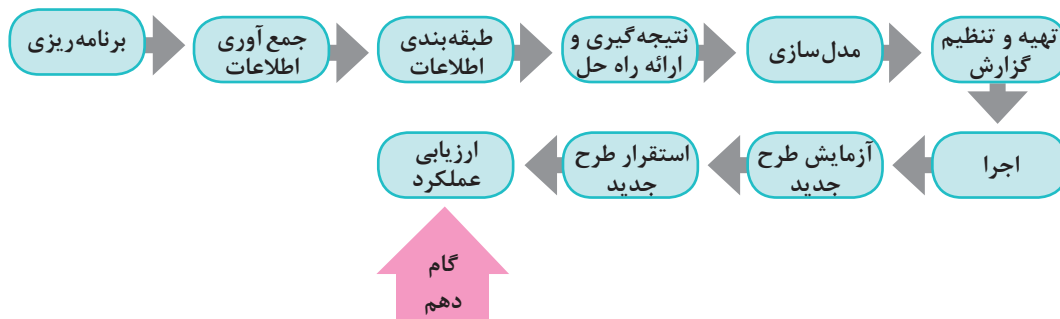 برنامه‌ریزی
جمع‌آوری
اطلاعات
طبقه‌بندی
اطلاعات
نتیجه‌گیری و
ارائه راه حل
مدل‌سازی
تهیه و تنظیم
گزارش
اجرا
آزمایش طرح
جدید
استقرار طرح
جدید
ارزیابی
عملکرد
گام
دهم